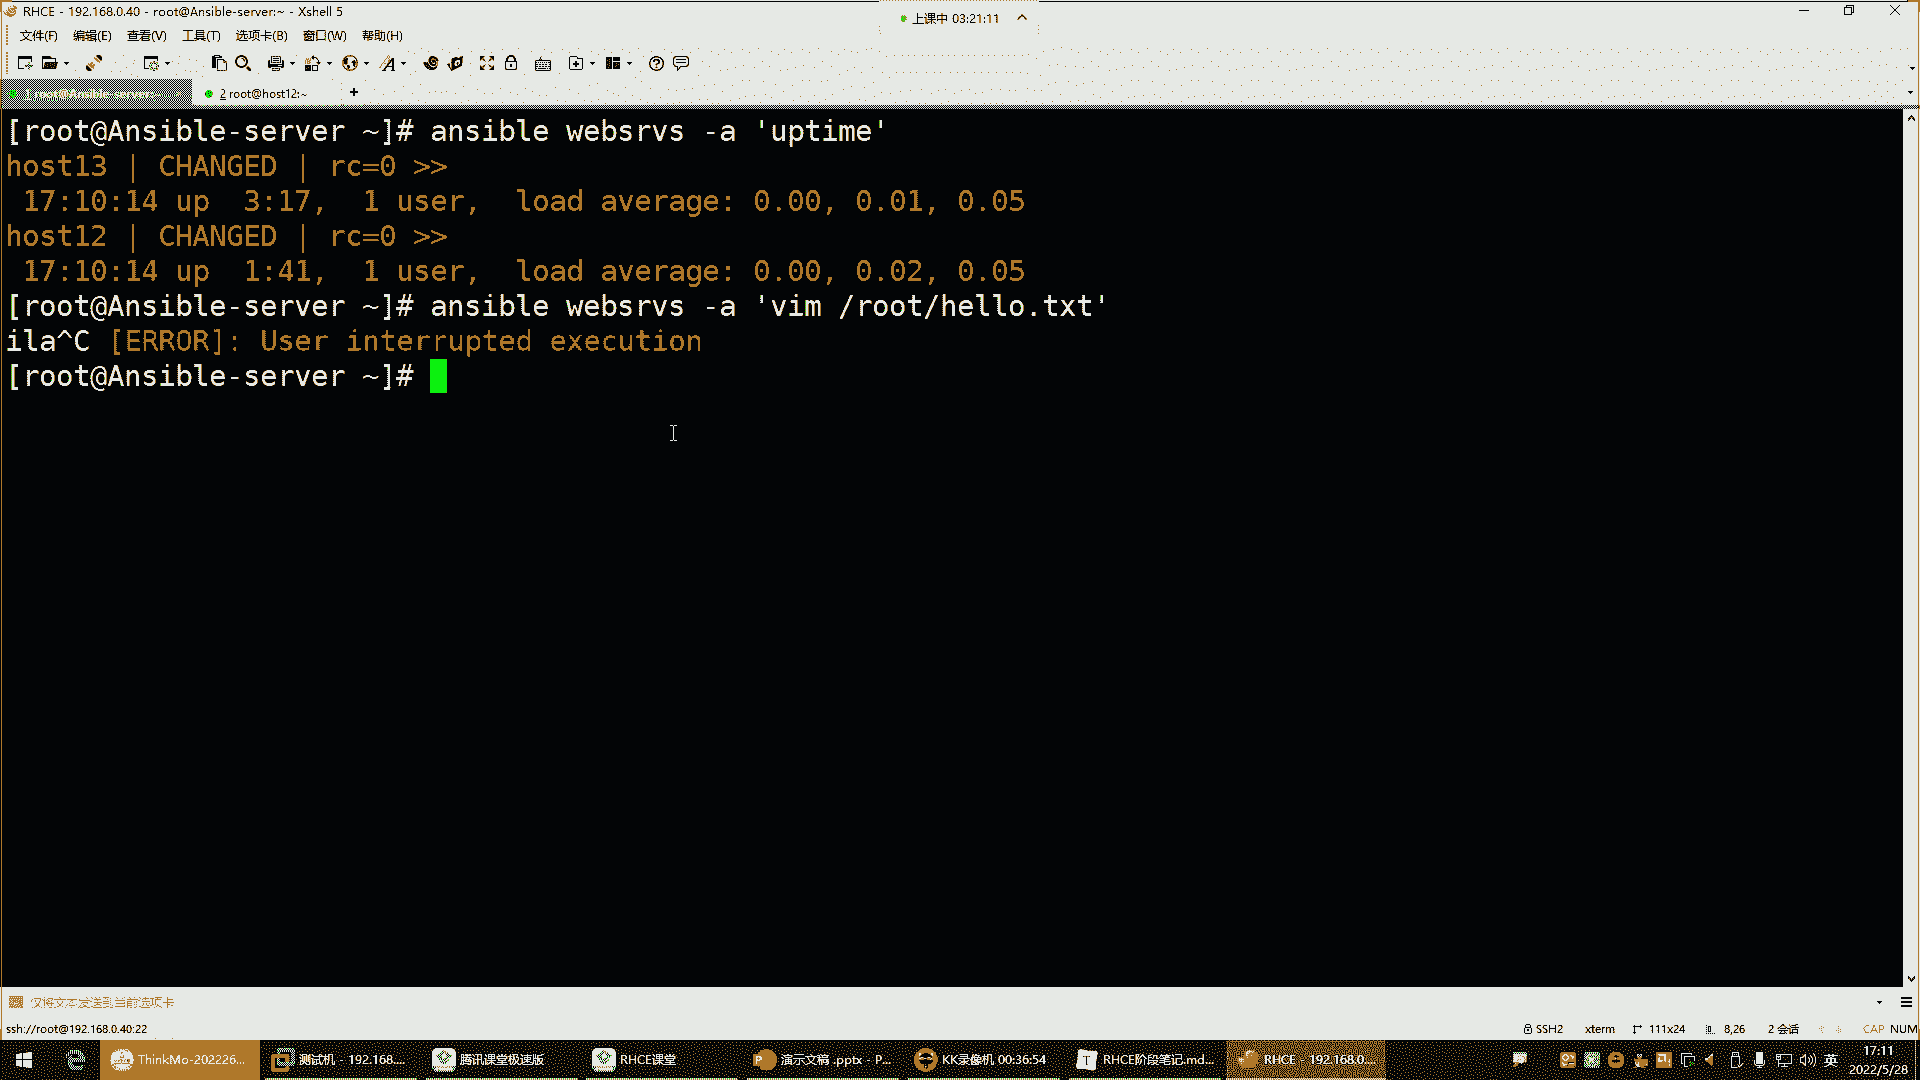 RHCE - 192.168.0.40 - root@Ansible-server:~ - Xshell 5
上课中 03:21:11
文件(F) 编辑(E) 查看(V) 工具(T) 选项卡(B) 窗口(W) 帮助(H)
1 root@Ansible-server:~ 2 root@host12:~ +
[root@Ansible-server ~]# ansible websrvs -a 'uptime'
host13 | CHANGED | rc=0 >>
17:10:14 up 3:17, 1 user, load average: 0.00, 0.01, 0.05
host12 | CHANGED | rc=0 >>
17:10:14 up 1:41, 1 user, load average: 0.00, 0.02, 0.05
[root@Ansible-server ~]# ansible websrvs -a 'vim /root/hello.txt'
ila^C [ERROR]: User interrupted execution
[root@Ansible-server ~]#
仅将文本发送到当前选项卡
ssh://root@192.168.0.40:22 SSH2 xterm 111x24 8,26 2 会话 CAP NUM
ThinkMo-202226... 测试机 - 192.168.... 腾讯课堂极速版 RHCE课堂 演示文稿 .pptx - P... KK录像机 00:36:54 RHCE阶段笔记.md... RHCE - 192.168.0.... 英 17:11
2022/5/28